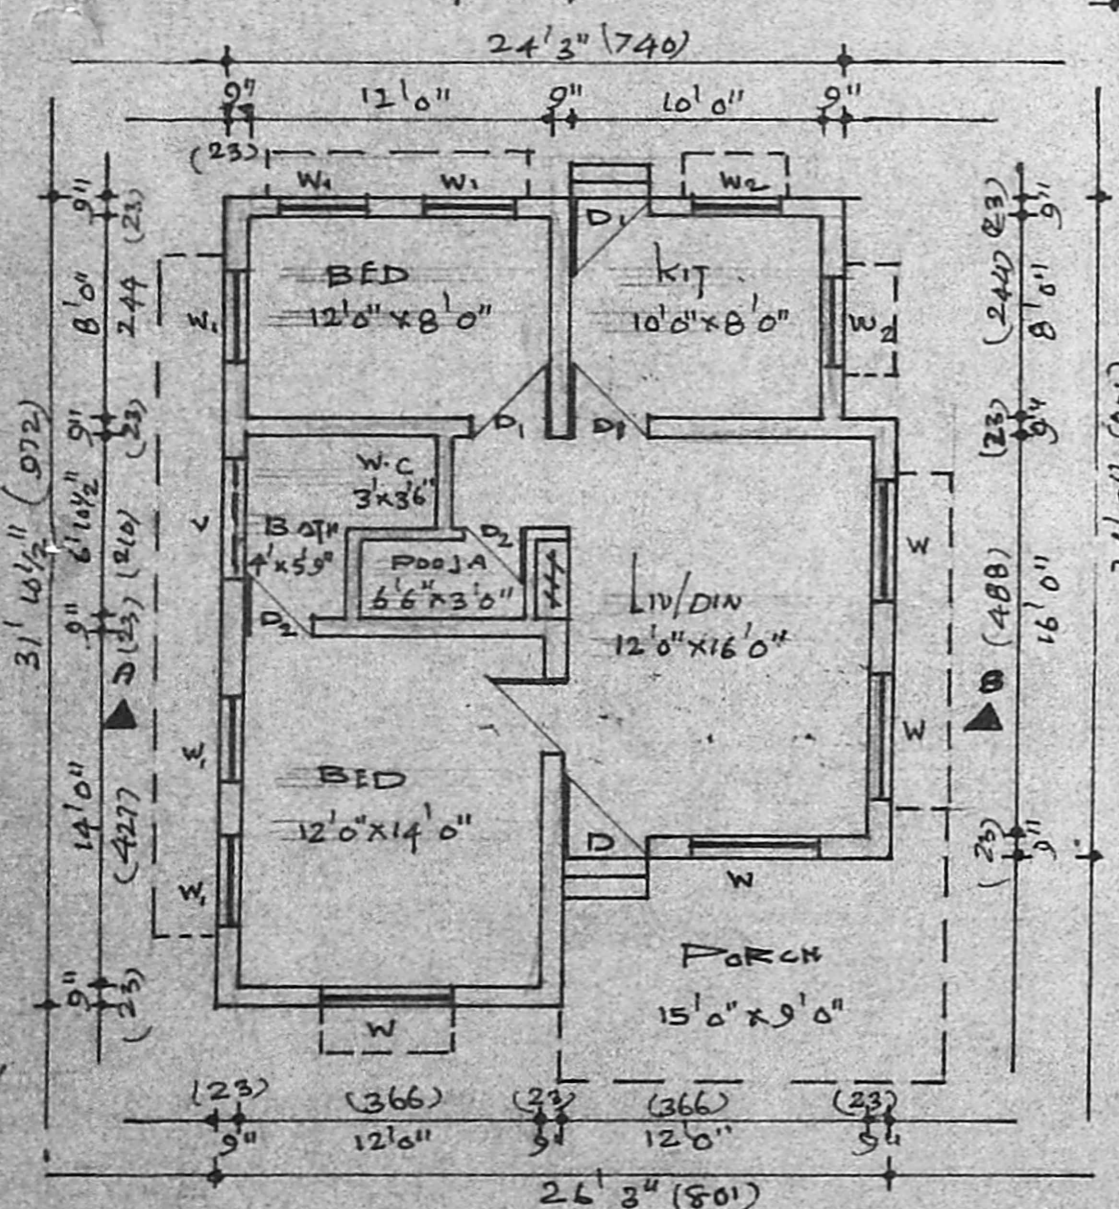 24'3" (740)
9" 12'0" 9" 10'0" 9"
(23)
W1 W1 W2
D1
BED
12'0" x 8'0"
KIT
10'0" x 8'0"
W2
D1 D1
W.C
3'x3'6"
BATH
4'x5'9"
D2
POOJA
6'6"x3'0"
D2
LIV/DIN
12'0"x16'0"
W
W
BED
12'0"x14'0"
D
W
PORCH
15'0" x 9'0"
W
W1
V
W1
W1
9" (23)
8'0" 244
9" (23)
6'10½" (210)
9" (23)
D
14'0" (427)
9" (23)
31'10½" (972)
(23) 9"
(244) 8'0"
(23) 9"
(488) 16'0"
B
(23) 9"
(23) (366) (23) (366) (23)
9" 12'0" 9" 12'0" 9"
26'3" (801)